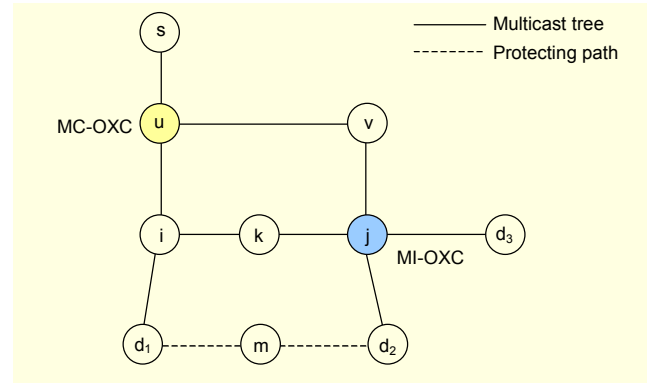 s
Multicast tree
Protecting path
MC-OXC
u
v
i
k
j
d3
MI-OXC
d1
m
d2